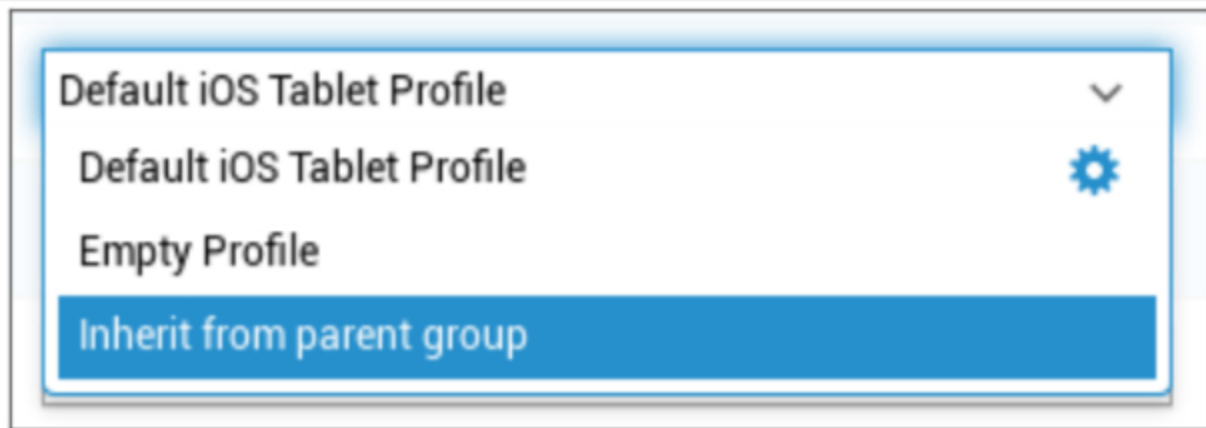 Default iOS Tablet Profile
Default iOS Tablet Profile
Empty Profile
Inherit from parent group